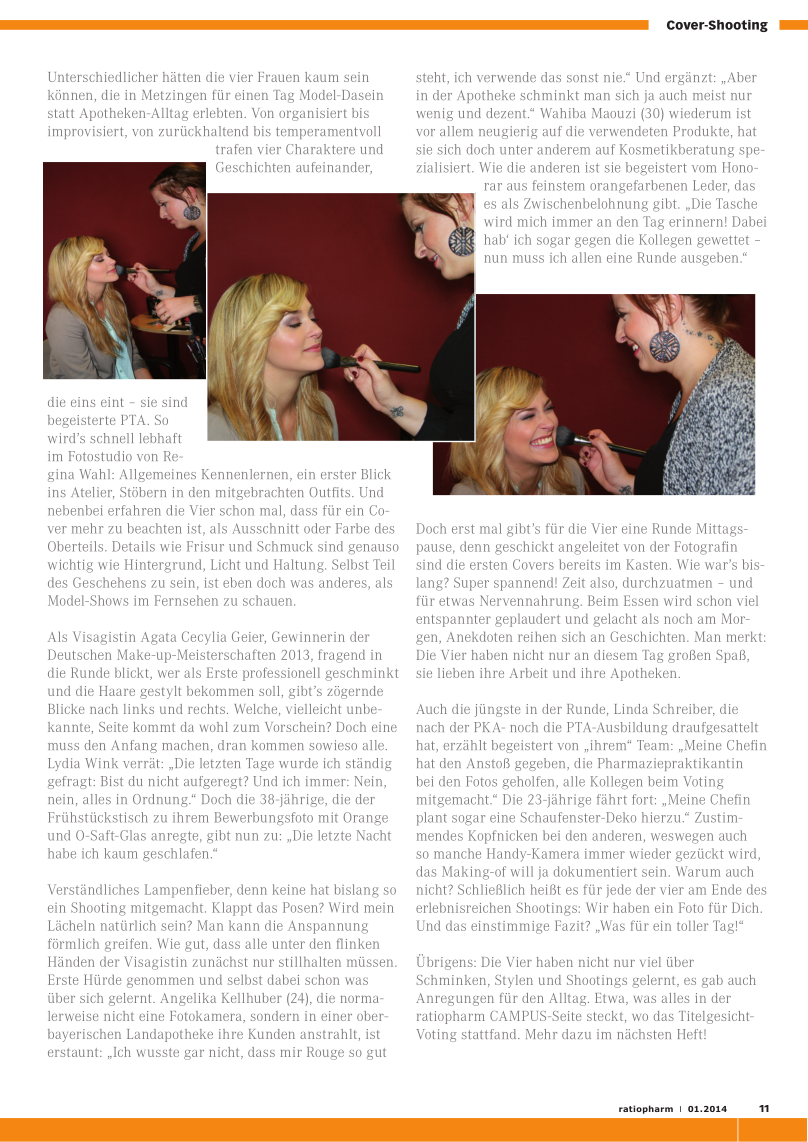 Cover-Shooting
Unterschiedlicher hätten die vier Frauen kaum sein
können, die in Metzingen für einen Tag Model-Dasein
statt Apotheken-Alltag erlebten. Von organisiert bis
improvisiert, von zurückhaltend bis temperamentvoll
trafen vier Charaktere und
Geschichten aufeinander,
die eins eint – sie sind
begeisterte PTA. So
wird’s schnell lebhaft
im Fotostudio von Re-
gina Wahl: Allgemeines Kennenlernen, ein erster Blick
ins Atelier, Stöbern in den mitgebrachten Outfits. Und
nebenbei erfahren die Vier schon mal, dass für ein Co-
ver mehr zu beachten ist, als Ausschnitt oder Farbe des
Oberteils. Details wie Frisur und Schmuck sind genauso
wichtig wie Hintergrund, Licht und Haltung. Selbst Teil
des Geschehens zu sein, ist eben doch was anderes, als
Model-Shows im Fernsehen zu schauen.
Als Visagistin Agata Cecylia Geier, Gewinnerin der
Deutschen Make-up-Meisterschaften 2013, fragend in
die Runde blickt, wer als Erste professionell geschminkt
und die Haare gestylt bekommen soll, gibt’s zögernde
Blicke nach links und rechts. Welche, vielleicht unbe-
kannte, Seite kommt da wohl zum Vorschein? Doch eine
muss den Anfang machen, dran kommen sowieso alle.
Lydia Wink verrät: „Die letzten Tage wurde ich ständig
gefragt: Bist du nicht aufgeregt? Und ich immer: Nein,
nein, alles in Ordnung.“ Doch die 38-jährige, die der
Frühstückstisch zu ihrem Bewerbungsfoto mit Orange
und O-Saft-Glas anregte, gibt nun zu: „Die letzte Nacht
habe ich kaum geschlafen.“
Verständliches Lampenfieber, denn keine hat bislang so
ein Shooting mitgemacht. Klappt das Posen? Wird mein
Lächeln natürlich sein? Man kann die Anspannung
förmlich greifen. Wie gut, dass alle unter den flinken
Händen der Visagistin zunächst nur stillhalten müssen.
Erste Hürde genommen und selbst dabei schon was
über sich gelernt. Angelika Kellhuber (24), die norma-
lerweise nicht eine Fotokamera, sondern in einer ober-
bayerischen Landapotheke ihre Kunden anstrahlt, ist
erstaunt: „Ich wusste gar nicht, dass mir Rouge so gut
steht, ich verwende das sonst nie.“ Und ergänzt: „Aber
in der Apotheke schminkt man sich ja auch meist nur
wenig und dezent.“ Wahiba Maouzi (30) wiederum ist
vor allem neugierig auf die verwendeten Produkte, hat
sie sich doch unter anderem auf Kosmetikberatung spe-
zialisiert. Wie die anderen ist sie begeistert vom Hono-
rar aus feinstem orangefarbenen Leder, das
es als Zwischenbelohnung gibt. „Die Tasche
wird mich immer an den Tag erinnern! Dabei
hab‘ ich sogar gegen die Kollegen gewettet –
nun muss ich allen eine Runde ausgeben.“
Doch erst mal gibt’s für die Vier eine Runde Mittags-
pause, denn geschickt angeleitet von der Fotografin
sind die ersten Covers bereits im Kasten. Wie war’s bis-
lang? Super spannend! Zeit also, durchzuatmen – und
für etwas Nervennahrung. Beim Essen wird schon viel
entspannter geplaudert und gelacht als noch am Mor-
gen, Anekdoten reihen sich an Geschichten. Man merkt:
Die Vier haben nicht nur an diesem Tag großen Spaß,
sie lieben ihre Arbeit und ihre Apotheken.
Auch die jüngste in der Runde, Linda Schreiber, die
nach der PKA- noch die PTA-Ausbildung draufgesattelt
hat, erzählt begeistert von „ihrem“ Team: „Meine Chefin
hat den Anstoß gegeben, die Pharmaziepraktikantin
bei den Fotos geholfen, alle Kollegen beim Voting
mitgemacht.“ Die 23-jährige fährt fort: „Meine Chefin
plant sogar eine Schaufenster-Deko hierzu.“ Zustim-
mendes Kopfnicken bei den anderen, weswegen auch
so manche Handy-Kamera immer wieder gezückt wird,
das Making-of will ja dokumentiert sein. Warum auch
nicht? Schließlich heißt es für jede der vier am Ende des
erlebnisreichen Shootings: Wir haben ein Foto für Dich.
Und das einstimmige Fazit? „Was für ein toller Tag!“
Übrigens: Die Vier haben nicht nur viel über
Schminken, Stylen und Shootings gelernt, es gab auch
Anregungen für den Alltag. Etwa, was alles in der
ratiopharm CAMPUS-Seite steckt, wo das Titelgesicht-
Voting stattfand. Mehr dazu im nächsten Heft!
ratiopharm | 01.2014 11